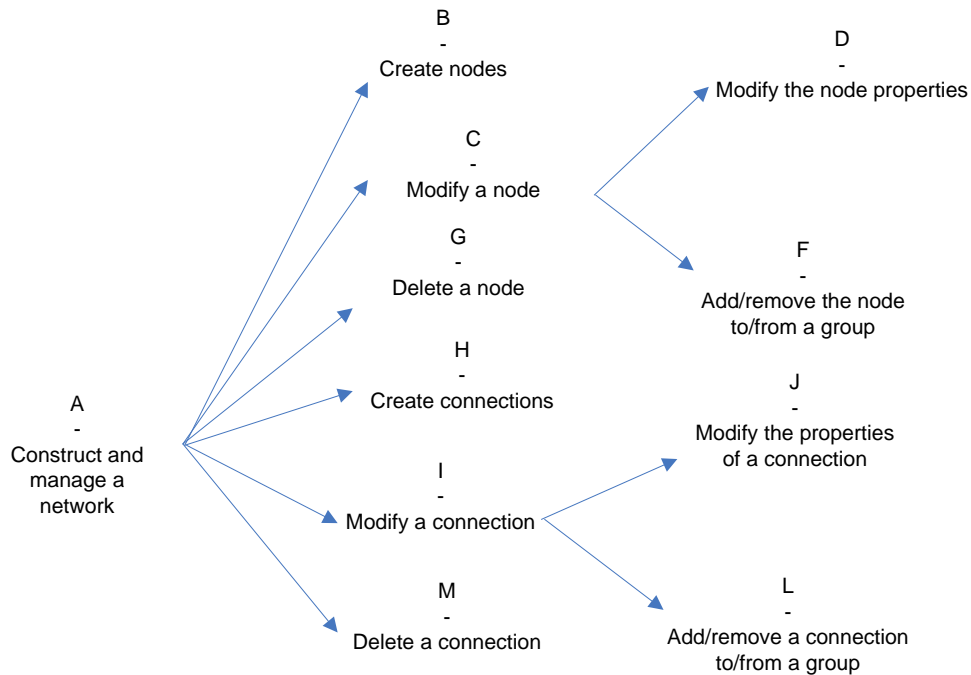 A
-
Construct and
manage a
network
B
-
Create nodes
C
-
Modify a node
G
-
Delete a node
H
-
Create connections
I
-
Modify a connection
M
-
Delete a connection
D
-
Modify the node properties
F
-
Add/remove the node
to/from a group
J
-
Modify the properties
of a connection
L
-
Add/remove a connection
to/from a group